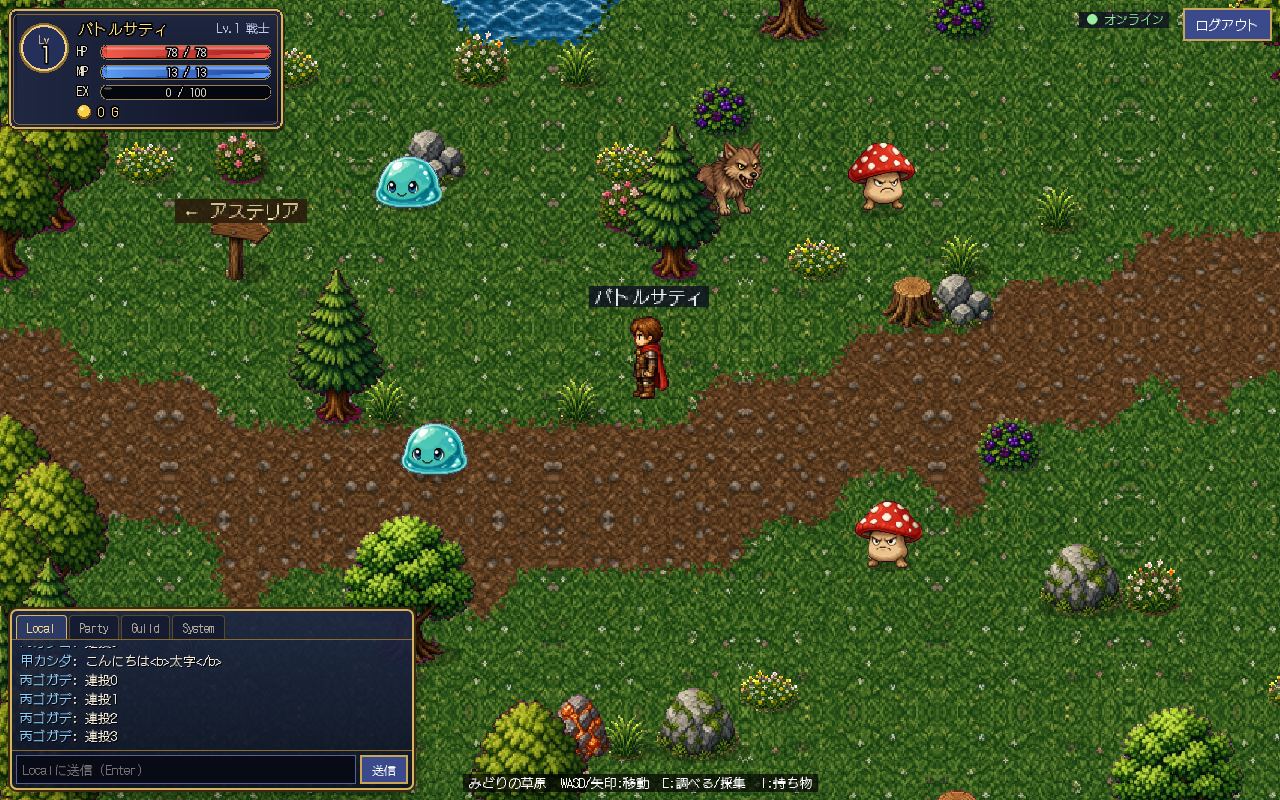 Lv
1
バトルサティ
Lv.1 戦士
HP 78 / 78
MP 13 / 13
EX 0 / 100
0 G
オンライン
ログアウト
← アステリア
バトルサティ
Local Party Guild System
甲カシダ: こんにちは<b>太字</b>
丙ゴガデ: 連投0
丙ゴガデ: 連投1
丙ゴガデ: 連投2
丙ゴガデ: 連投3
Localに送信 (Enter)
送信
みどりの草原 WASD/矢印:移動 E:調べる/採集 I:持ち物